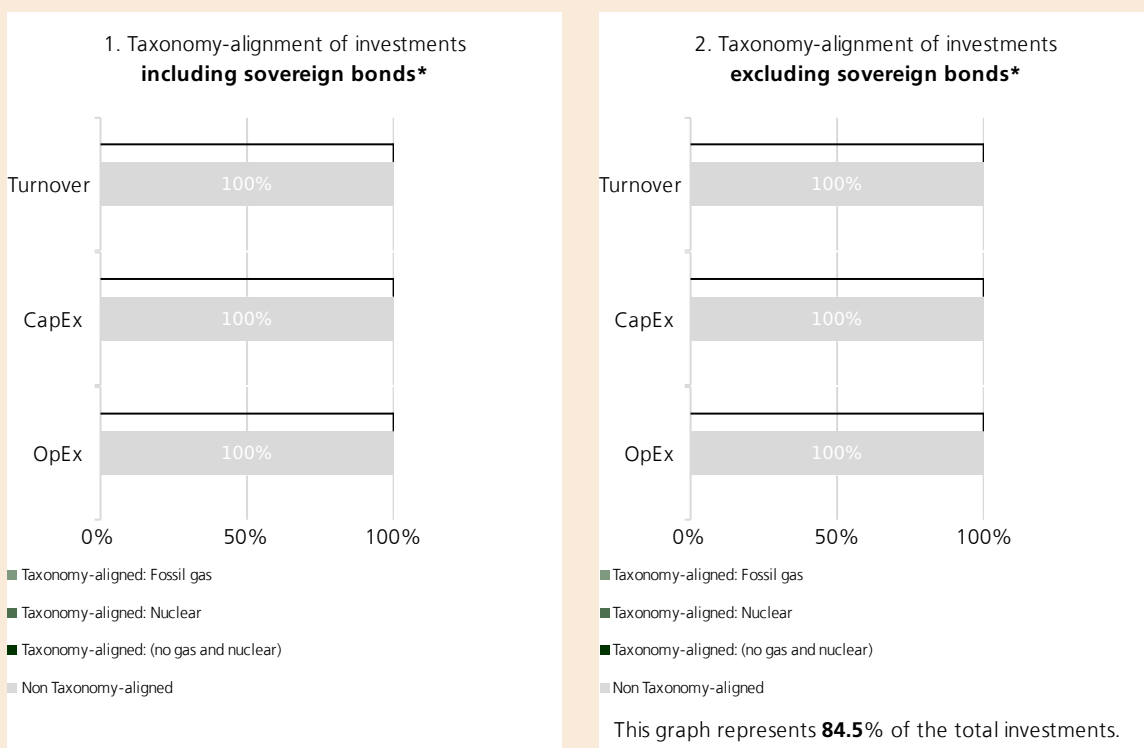 1. Taxonomy-alignment of investments
including sovereign bonds*
Turnover
100%
CapEx
100%
OpEx
100%
0%
50%
100%
Taxonomy-aligned: Fossil gas
Taxonomy-aligned: Nuclear
Taxonomy-aligned: (no gas and nuclear)
Non Taxonomy-aligned
2. Taxonomy-alignment of investments
excluding sovereign bonds*
Turnover
100%
CapEx
100%
OpEx
100%
0%
50%
100%
Taxonomy-aligned: Fossil gas
Taxonomy-aligned: Nuclear
Taxonomy-aligned: (no gas and nuclear)
Non Taxonomy-aligned
This graph represents 84.5% of the total investments.